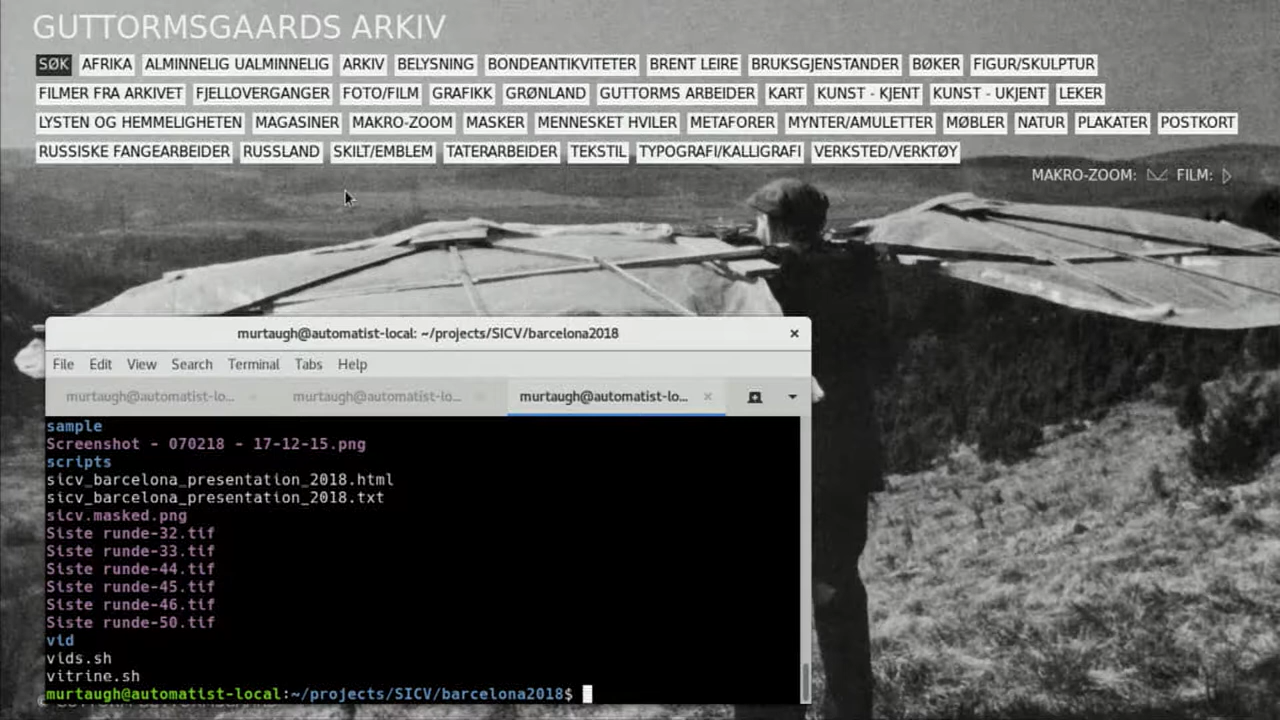 GUTTORMSGAARDS ARKIV
SØK AFRIKA ALMINNELIG UALMINNELIG ARKIV BELYSNING BONDEANTIKVITETER BRENT LEIRE BRUKSGJENSTANDER BØKER FIGUR/SKULPTUR
FILMER FRA ARKIVET FJELLOVERGANGER FOTO/FILM GRAFIKK GRØNLAND GUTTORMS ARBEIDER KART KUNST - KJENT KUNST - UKJENT LEKER
LYSTEN OG HEMMELIGHETEN MAGASINER MAKRO-ZOOM MASKER MENNESKET HVILER METAFORER MYNTER/AMULETTER MØBLER NATUR PLAKATER POSTKORT
RUSSISKE FANGEARBEIDER RUSSLAND SKILT/EMBLEM TATERARBEIDER TEKSTIL TYPOGRAFI/KALLIGRAFI VERKSTED/VERKTØY
MAKRO-ZOOM: FILM:
murtaugh@automatist-local: ~/projects/SICV/barcelona2018
File Edit View Search Terminal Tabs Help
murtaugh@automatist-lo... murtaugh@automatist-lo... murtaugh@automatist-lo...
sample
Screenshot - 070218 - 17-12-15.png
scripts
sicv_barcelona_presentation_2018.html
sicv_barcelona_presentation_2018.txt
sicv.masked.png
Siste runde-32.tif
Siste runde-33.tif
Siste runde-44.tif
Siste runde-45.tif
Siste runde-46.tif
Siste runde-50.tif
vid
vids.sh
vitrine.sh
murtaugh@automatist-local:~/projects/SICV/barcelona2018$